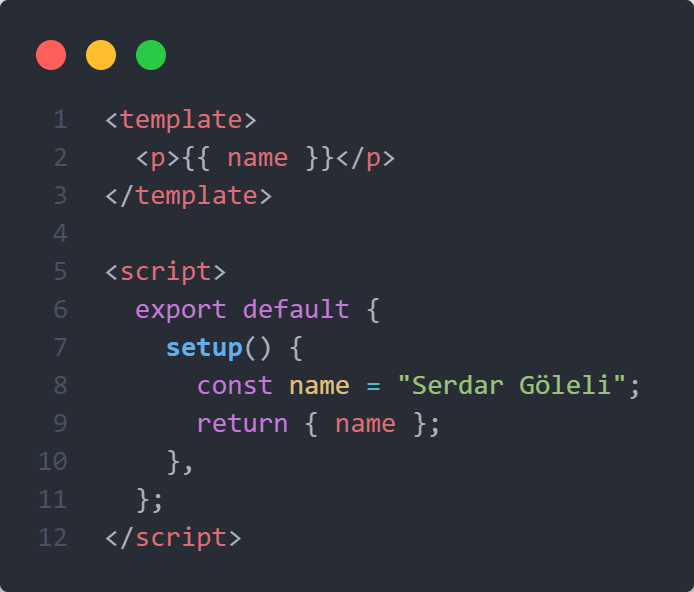 1 <template>
2   <p>{{ name }}</p>
3 </template>
4
5 <script>
6   export default {
7     setup() {
8       const name = "Serdar Göleli";
9       return { name };
10     },
11   };
12 </script>